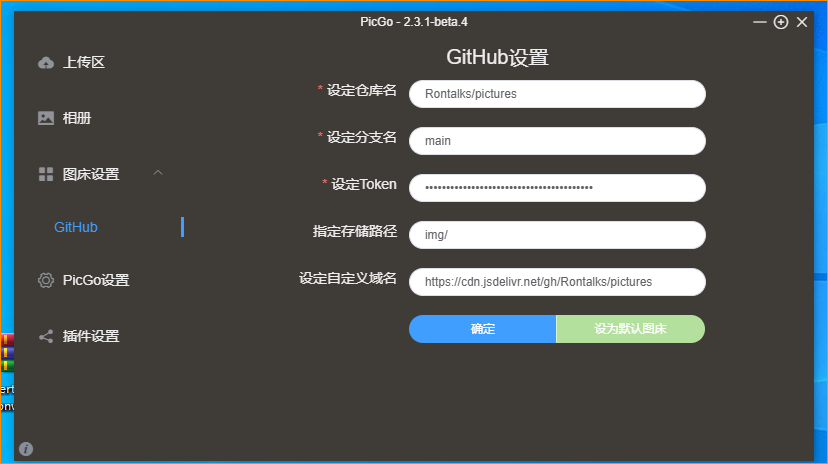 PicGo - 2.3.1-beta.4
上传区
相册
图床设置
GitHub
PicGo设置
插件设置
GitHub设置
* 设定仓库名
Rontalks/pictures
* 设定分支名
main
* 设定Token
指定存储路径
img/
设定自定义域名
https://cdn.jsdelivr.net/gh/Rontalks/pictures
确定
设为默认图床